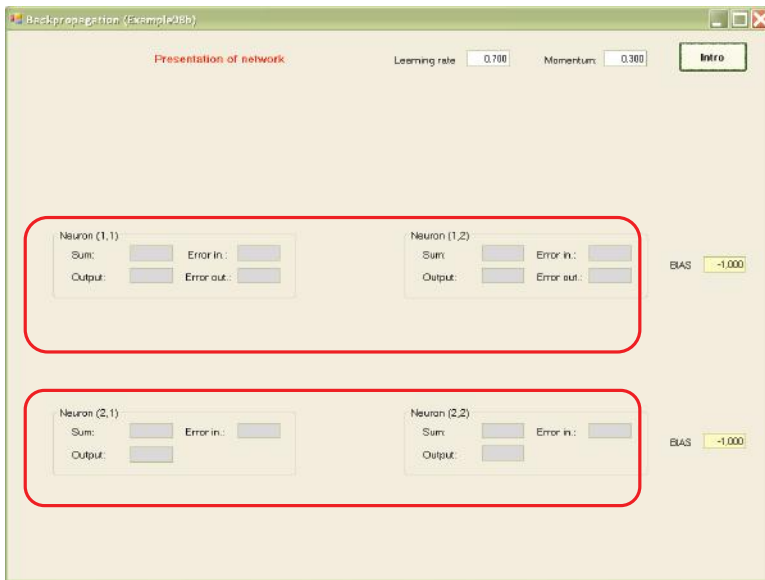 Backpropagation (Example08b)
Presentation of network Learning rate 0.700 Momentum: 0.300 Intro
Neuron (1,1) Neuron (1,2)
Sum: Error in.: Sum: Error in.:
BIAS -1,000
Output: Error out.: Output: Error out.:
Neuron (2,1) Neuron (2,2)
Sum: Error in.: Sum: Error in.:
BIAS -1,000
Output: Output: